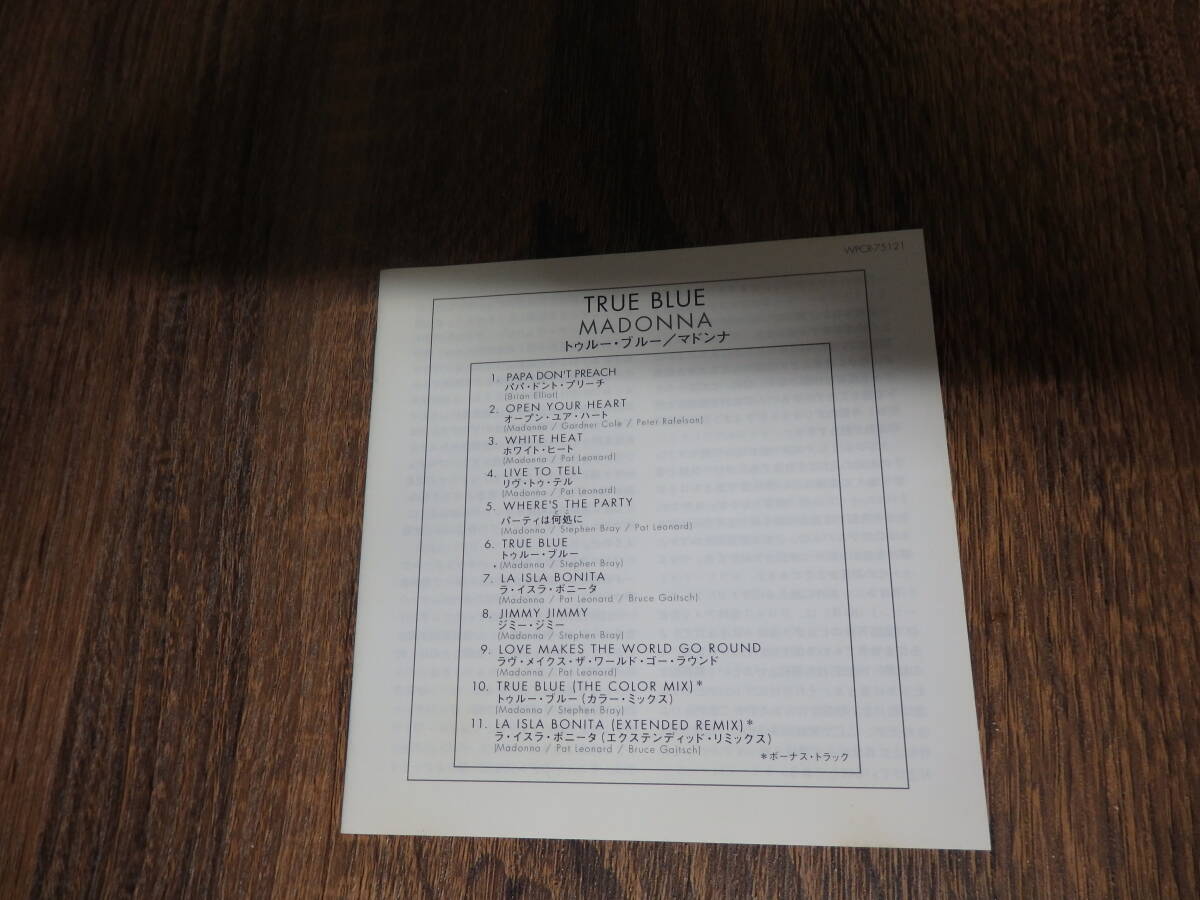 WPCR-75121
TRUE BLUE
MADONNA
トゥルー・ブルー／マドンナ
1. PAPA DON'T PREACH
パパ・ドント・プリーチ
(Brian Elliot)
2. OPEN YOUR HEART
オープン・ユア・ハート
(Madonna / Gardner Cole / Peter Rafelson)
3. WHITE HEAT
ホワイト・ヒート
(Madonna / Pat Leonard)
4. LIVE TO TELL
リヴ・トゥ・テル
(Madonna / Pat Leonard)
5. WHERE'S THE PARTY
パーティは何処に
(Madonna / Stephen Bray / Pat Leonard)
6. TRUE BLUE
トゥルー・ブルー
(Madonna / Stephen Bray)
7. LA ISLA BONITA
ラ・イスラ・ボニータ
(Madonna / Pat Leonard / Bruce Gaitsch)
8. JIMMY JIMMY
ジミー・ジミー
(Madonna / Stephen Bray)
9. LOVE MAKES THE WORLD GO ROUND
ラヴ・メイクス・ザ・ワールド・ゴー・ラウンド
(Madonna / Pat Leonard)
10. TRUE BLUE (THE COLOR MIX)*
トゥルー・ブルー(カラー・ミックス)
(Madonna / Stephen Bray)
11. LA ISLA BONITA (EXTENDED REMIX)*
ラ・イスラ・ボニータ(エクステンディッド・リミックス)
(Madonna / Pat Leonard / Bruce Gaitsch)
*ボーナス・トラック